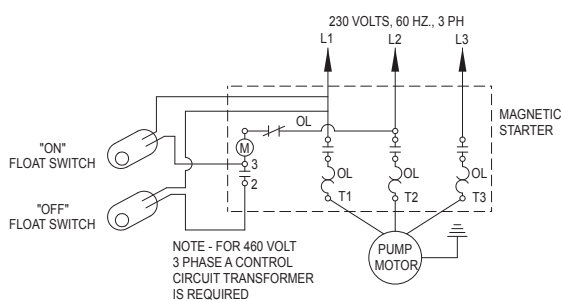 230 VOLTS, 60 HZ., 3 PH
L1 L2 L3
MAGNETIC
STARTER
OL
"ON"
FLOAT SWITCH
M
3
2
OL OL OL
T1 T2 T3
"OFF"
FLOAT SWITCH
NOTE - FOR 460 VOLT
3 PHASE A CONTROL
CIRCUIT TRANSFORMER
IS REQUIRED
PUMP
MOTOR